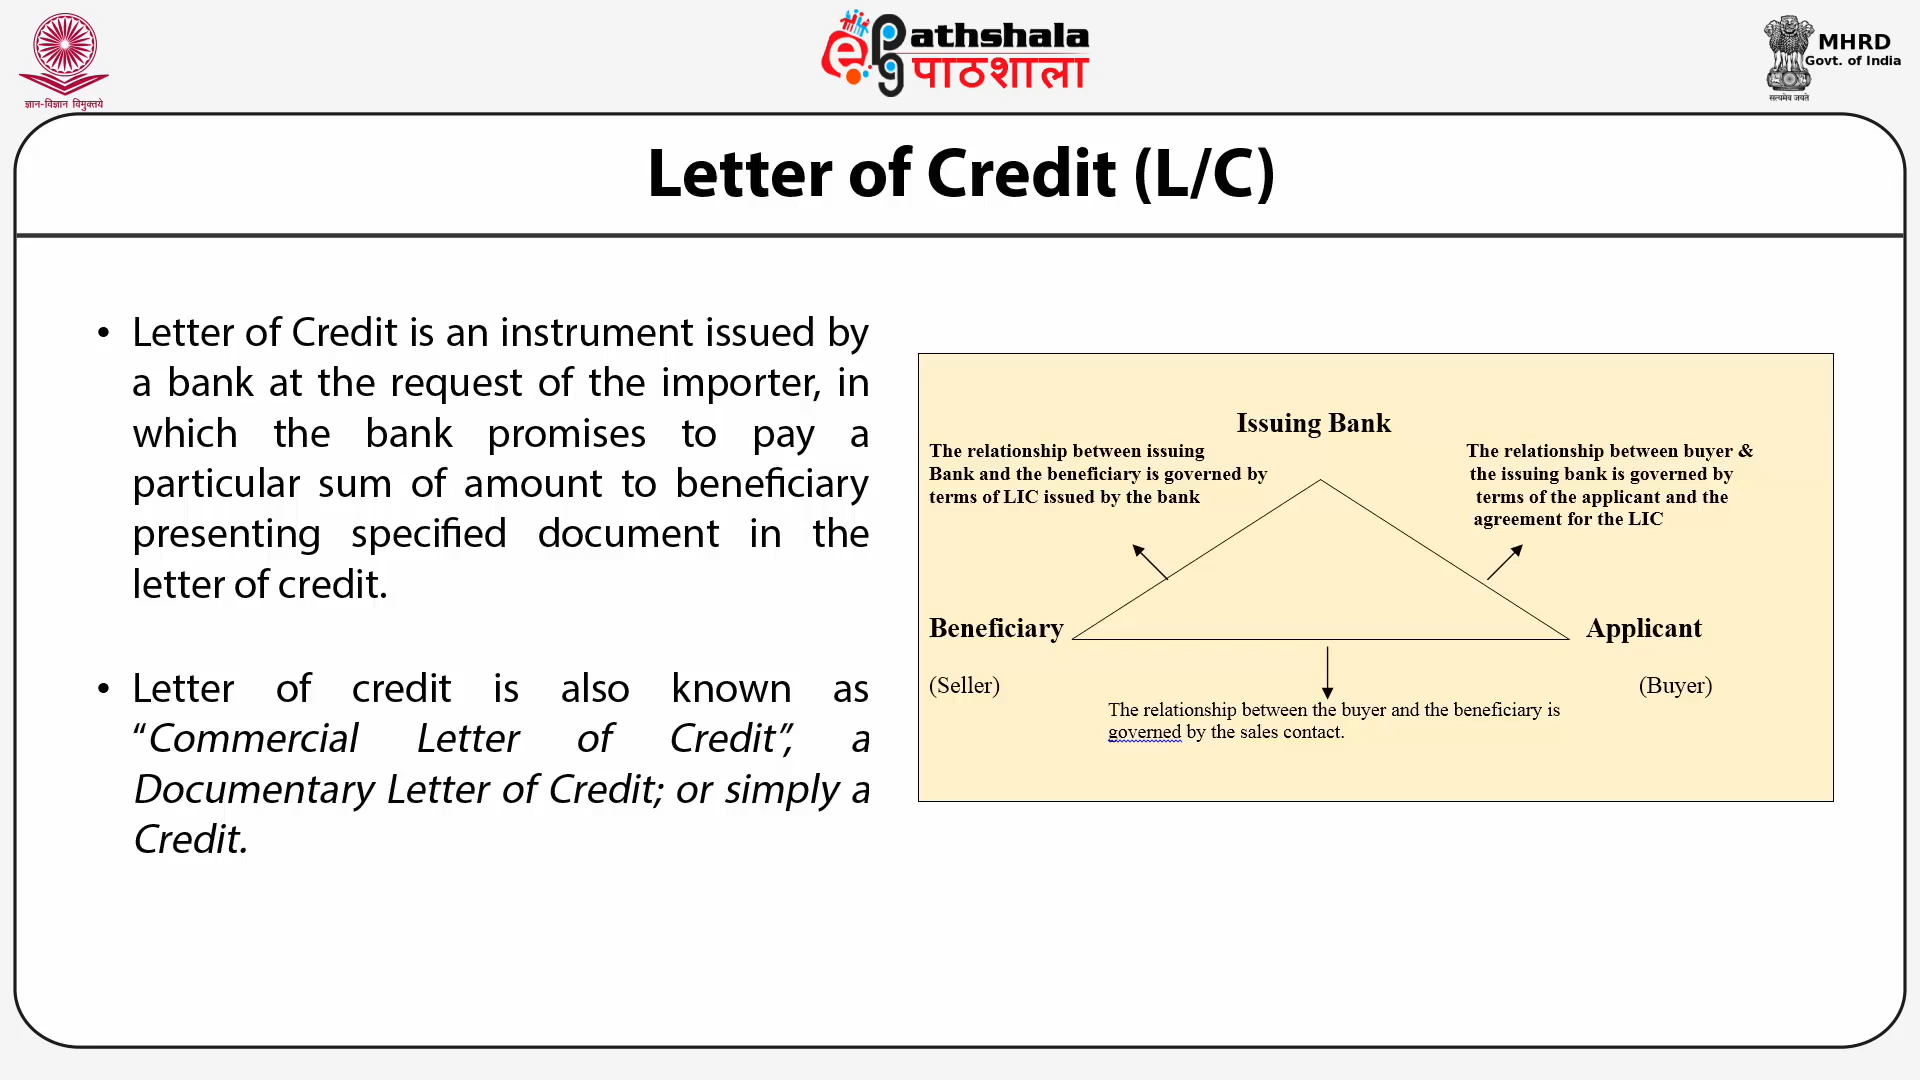 ज्ञान-विज्ञान विमुक्तये
ePathshala
पाठशाला
MHRD
Govt. of India
सत्यमेव जयते
Letter of Credit (L/C)
• Letter of Credit is an instrument issued by
a bank at the request of the importer, in
which the bank promises to pay a
particular sum of amount to beneficiary
presenting specified document in the
letter of credit.
• Letter of credit is also known as
“Commercial Letter of Credit”, a
Documentary Letter of Credit; or simply a
Credit.
Issuing Bank
The relationship between issuing
Bank and the beneficiary is governed by
terms of LIC issued by the bank
The relationship between buyer &
the issuing bank is governed by
terms of the applicant and the
agreement for the LIC
Beneficiary
Applicant
(Seller)
(Buyer)
The relationship between the buyer and the beneficiary is
governed by the sales contact.